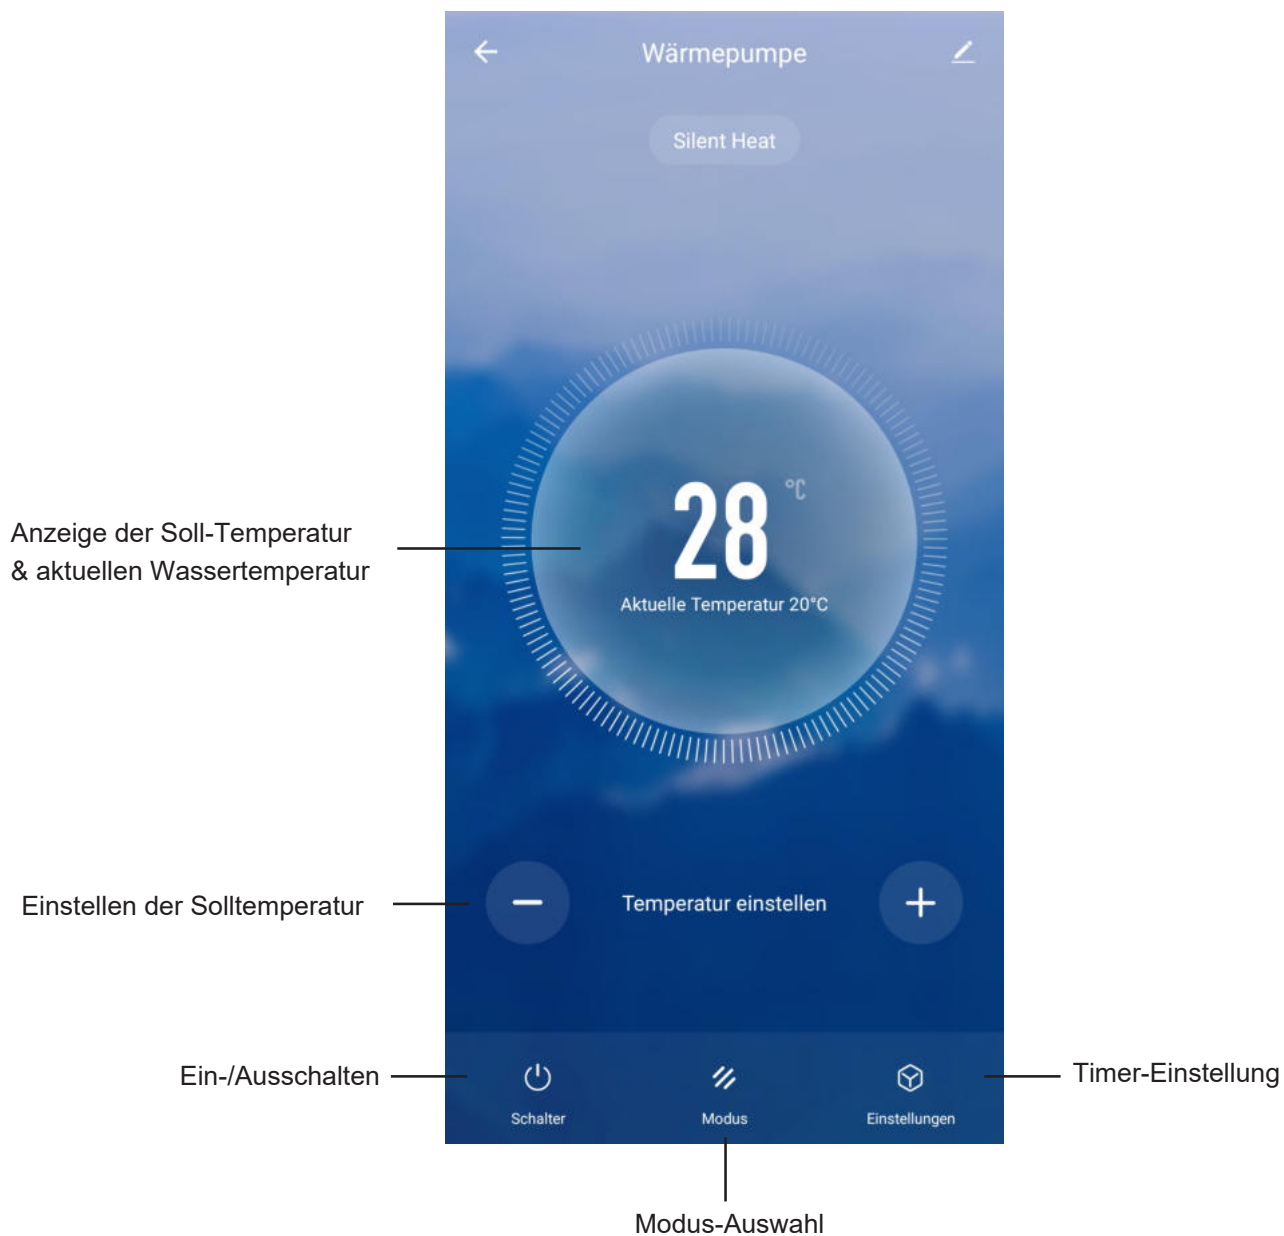 Wärmepumpe
Silent Heat
28 °C
Aktuelle Temperatur 20°C
Anzeige der Soll-Temperatur
& aktuellen Wassertemperatur
Einstellen der Solltemperatur
Temperatur einstellen
Ein-/Ausschalten
Timer-Einstellung
Schalter
Modus
Einstellungen
Modus-Auswahl